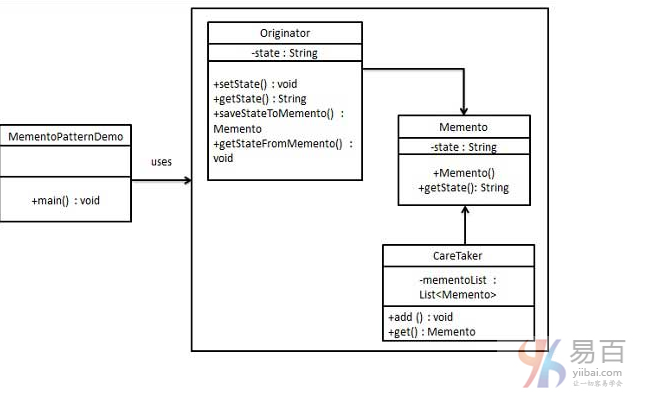 Originator
-state : String
+setState() : void
+getState() : String
+saveStateToMemento() :
Memento
+getStateFromMemento() :
void
MementoPatternDemo
+main() : void
uses
Memento
-state : String
+Memento()
+getState(): String
CareTaker
-mementoList :
List<Memento>
+add () : void
+get() : Memento
易百
yiibai.com